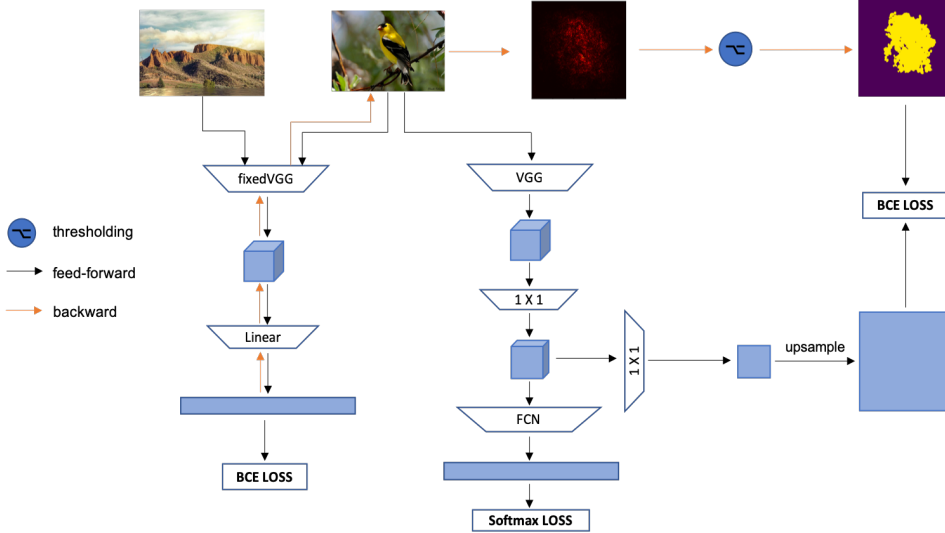 fixedVGG
VGG
BCE LOSS
thresholding
feed-forward
backward
1 X 1
Linear
1 X 1
upsample
FCN
BCE LOSS
Softmax LOSS